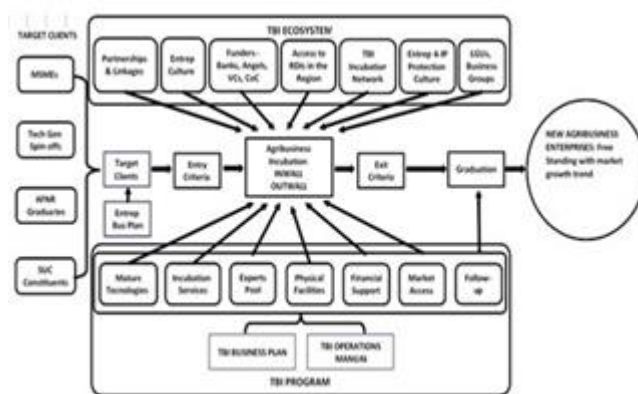 TBI ECOSYSTEM
TARGET CLIENTS
MSMEs
Tech Gen
Spin offs
AFNR
Graduates
SUC
Constituents
Partnerships
& Linkages
Entrep
Culture
Funders-
Banks, Angels,
VCs, CoC
Access to
RDIs in the
Region
TBI
Incubation
Network
Entrep & IP
Protection
Culture
LGUs,
Business
Groups
Target
Clients
Entrep
Bus Plan
Entry
Criteria
Agribusiness
Incubation
INWALL
OUTWALL
Exit
Criteria
Graduation
NEW AGRIBUSINESS
ENTERPRISES: Free
Standing with market
growth trend
Mature
Tecnologies
Incubation
Services
Experts
Pool
Physical
Facilities
Financial
Support
Market
Access
Follow-
up
TBI BUSINESS PLAN
TBI OPERATIONS
MANUAL
TBI PROGRAM